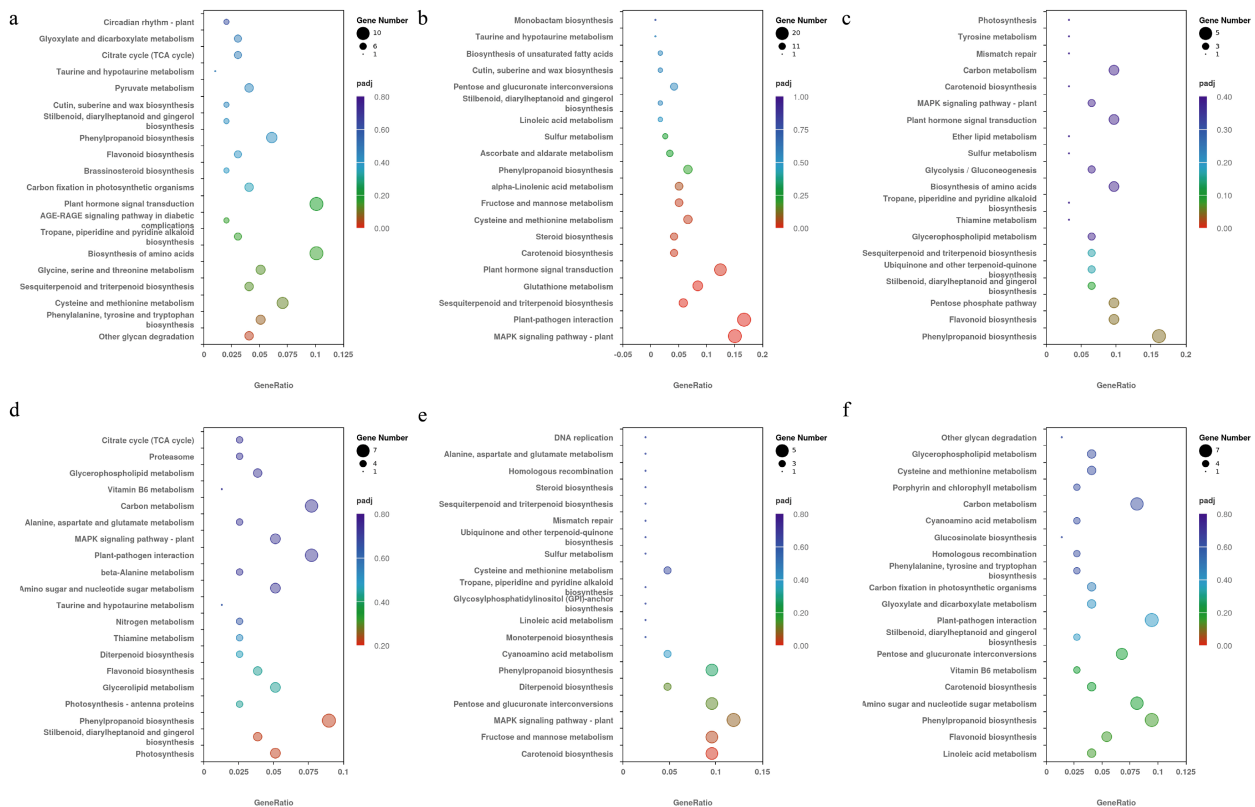 a
Circadian rhythm - plant
Glyoxylate and dicarboxylate metabolism
Citrate cycle (TCA cycle)
Taurine and hypotaurine metabolism
Pyruvate metabolism
Cutin, suberine and wax biosynthesis
Stilbenoid, diarylheptanoid and gingerol
biosynthesis
Phenylpropanoid biosynthesis
Flavonoid biosynthesis
Brassinosteroid biosynthesis
Carbon fixation in photosynthetic organisms
Plant hormone signal transduction
AGE-RAGE signaling pathway in diabetic
complications
Tropane, piperidine and pyridine alkaloid
biosynthesis
Biosynthesis of amino acids
Glycine, serine and threonine metabolism
Sesquiterpenoid and triterpenoid biosynthesis
Cysteine and methionine metabolism
Phenylalanine, tyrosine and tryptophan
biosynthesis
Other glycan degradation
0 0.025 0.05 0.075 0.1 0.125
GeneRatio
Gene Number
10
6
1
padj
0.80
0.60
0.40
0.20
0.00
b
Monobactam biosynthesis
Taurine and hypotaurine metabolism
Biosynthesis of unsaturated fatty acids
Cutin, suberine and wax biosynthesis
Pentose and glucuronate interconversions
Stilbenoid, diarylheptanoid and gingerol
biosynthesis
Linoleic acid metabolism
Sulfur metabolism
Ascorbate and aldarate metabolism
Phenylpropanoid biosynthesis
alpha-Linolenic acid metabolism
Fructose and mannose metabolism
Cysteine and methionine metabolism
Steroid biosynthesis
Carotenoid biosynthesis
Plant hormone signal transduction
Glutathione metabolism
Sesquiterpenoid and triterpenoid biosynthesis
Plant-pathogen interaction
MAPK signaling pathway - plant
-0.05 0 0.05 0.1 0.15 0.2
GeneRatio
Gene Number
20
11
1
padj
1.00
0.75
0.50
0.25
0.00
c
Photosynthesis
Tyrosine metabolism
Mismatch repair
Carbon metabolism
Carotenoid biosynthesis
MAPK signaling pathway - plant
Plant hormone signal transduction
Ether lipid metabolism
Sulfur metabolism
Glycolysis / Gluconeogenesis
Biosynthesis of amino acids
Tropane, piperidine and pyridine alkaloid
biosynthesis
Thiamine metabolism
Glycerophospholipid metabolism
Sesquiterpenoid and triterpenoid biosynthesis
Ubiquinone and other terpenoid-quinone
biosynthesis
Stilbenoid, diarylheptanoid and gingerol
biosynthesis
Pentose phosphate pathway
Flavonoid biosynthesis
Phenylpropanoid biosynthesis
0 0.05 0.1 0.15 0.2
GeneRatio
Gene Number
5
3
1
padj
0.40
0.30
0.20
0.10
0.00
d
Citrate cycle (TCA cycle)
Proteasome
Glycerophospholipid metabolism
Vitamin B6 metabolism
Carbon metabolism
Alanine, aspartate and glutamate metabolism
MAPK signaling pathway - plant
Plant-pathogen interaction
beta-Alanine metabolism
Amino sugar and nucleotide sugar metabolism
Taurine and hypotaurine metabolism
Nitrogen metabolism
Thiamine metabolism
Diterpenoid biosynthesis
Flavonoid biosynthesis
Glycerolipid metabolism
Photosynthesis - antenna proteins
Phenylpropanoid biosynthesis
Stilbenoid, diarylheptanoid and gingerol
biosynthesis
Photosynthesis
0 0.025 0.05 0.075 0.1
GeneRatio
Gene Number
7
4
1
padj
0.80
0.60
0.40
0.20
e
DNA replication
Alanine, aspartate and glutamate metabolism
Homologous recombination
Steroid biosynthesis
Sesquiterpenoid and triterpenoid biosynthesis
Mismatch repair
Ubiquinone and other terpenoid-quinone
biosynthesis
Sulfur metabolism
Cysteine and methionine metabolism
Tropane, piperidine and pyridine alkaloid
biosynthesis
Glycosylphosphatidylinositol (GPI)-anchor
biosynthesis
Linoleic acid metabolism
Monoterpenoid biosynthesis
Cyanoamino acid metabolism
Phenylpropanoid biosynthesis
Diterpenoid biosynthesis
Pentose and glucuronate interconversions
MAPK signaling pathway - plant
Fructose and mannose metabolism
Carotenoid biosynthesis
0 0.05 0.1 0.15
GeneRatio
Gene Number
5
3
1
padj
0.80
0.60
0.40
0.20
0.00
f
Other glycan degradation
Glycerophospholipid metabolism
Cysteine and methionine metabolism
Porphyrin and chlorophyll metabolism
Carbon metabolism
Cyanoamino acid metabolism
Glucosinolate biosynthesis
Homologous recombination
Phenylalanine, tyrosine and tryptophan
biosynthesis
Carbon fixation in photosynthetic organisms
Glyoxylate and dicarboxylate metabolism
Plant-pathogen interaction
Stilbenoid, diarylheptanoid and gingerol
biosynthesis
Pentose and glucuronate interconversions
Vitamin B6 metabolism
Carotenoid biosynthesis
Amino sugar and nucleotide sugar metabolism
Phenylpropanoid biosynthesis
Flavonoid biosynthesis
Linoleic acid metabolism
0 0.025 0.05 0.075 0.1 0.125
GeneRatio
Gene Number
7
4
1
padj
0.80
0.60
0.40
0.20
0.00